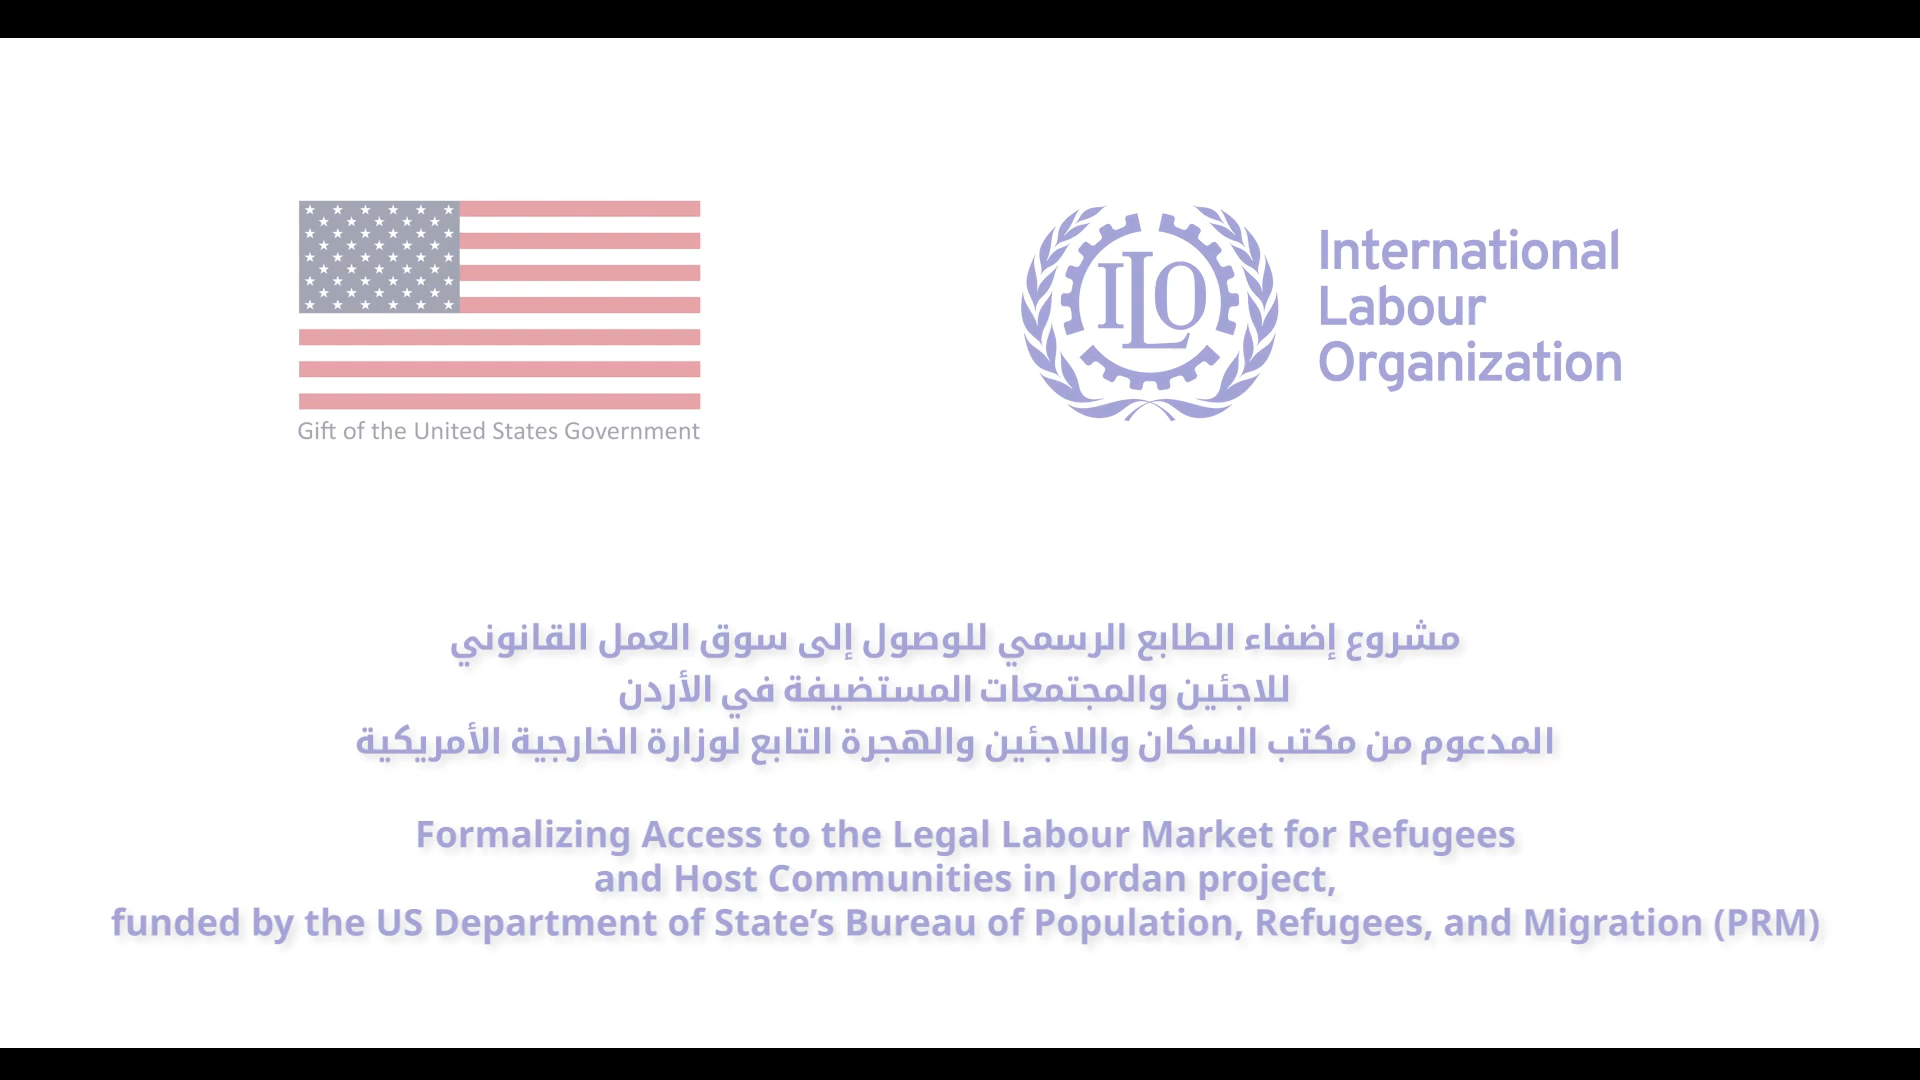 Gift of the United States Government
ILO
International
Labour
Organization
مشروع إضفاء الطابع الرسمي للوصول إلى سوق العمل القانوني
للاجئين والمجتمعات المستضيفة في الأردن
المدعوم من مكتب السكان واللاجئين والهجرة التابع لوزارة الخارجية الأمريكية
Formalizing Access to the Legal Labour Market for Refugees
and Host Communities in Jordan project,
funded by the US Department of State’s Bureau of Population, Refugees, and Migration (PRM)